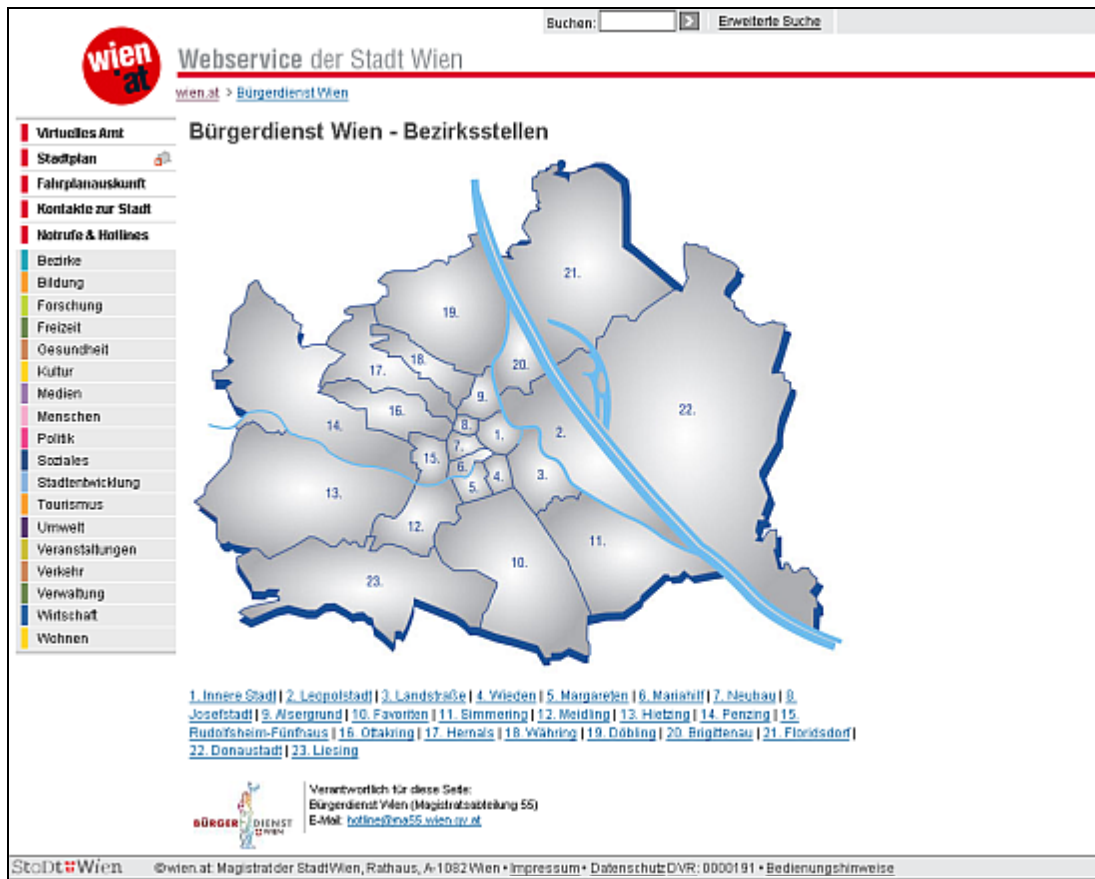 Suchen: Erweiterte Suche
wien.at
Webservice der Stadt Wien
wien.at > Bürgerdienst Wien
Bürgerdienst Wien - Bezirksstellen
Virtuelles Amt
Stadtplan
Fahrplanauskunft
Kontakte zur Stadt
Notrufe & Hotlines
Bezirke
Bildung
Forschung
Freizeit
Gesundheit
Kultur
Medien
Menschen
Politik
Soziales
Stadtentwicklung
Tourismus
Umwelt
Veranstaltungen
Verkehr
Verwaltung
Wirtschaft
Wohnen
21.
19.
18.
20.
17.
9.
16.
22.
8.
14.
1.
2.
7.
15.
6.
3.
4.
5.
13.
12.
11.
10.
23.
1. Innere Stadt | 2. Leopoldstadt | 3. Landstraße | 4. Wieden | 5. Margareten | 6. Mariahilf | 7. Neubau | 8.
Josefstadt | 9. Alsergrund | 10. Favoriten | 11. Simmering | 12. Meidling | 13. Hietzing | 14. Penzing | 15.
Rudolfsheim-Fünfhaus | 16. Ottakring | 17. Hernals | 18. Währing | 19. Döbling | 20. Brigittenau | 21. Floridsdorf |
22. Donaustadt | 23. Liesing
BÜRGERDIENST
WIEN
Verantwortlich für diese Seite:
Bürgerdienst Wien (Magistratsabteilung 55)
E-Mail: hotline@ma55.wien.gv.at
StaDt Wien ©wien.at: Magistrat der Stadt Wien, Rathaus, A-1082 Wien • Impressum • Datenschutz DVR: 0000191 • Bedienungshinweise